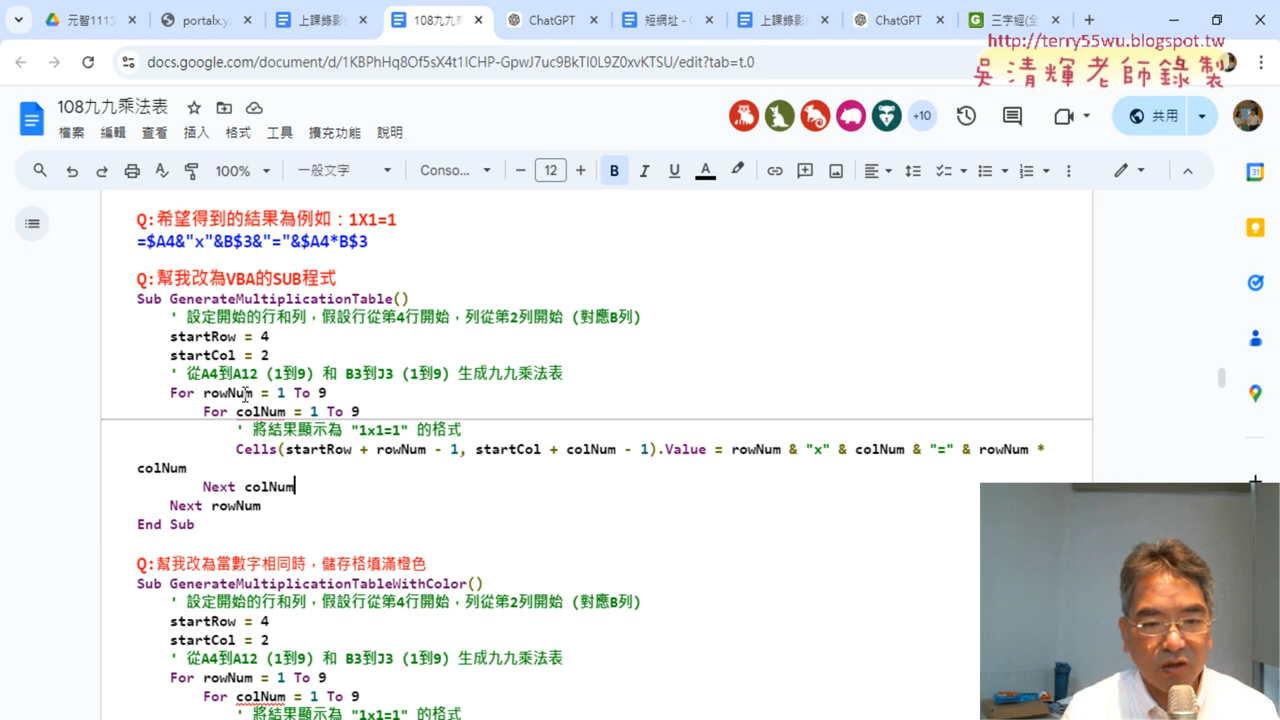 元智111文
portalx.y
上課錄影
108九九乘
ChatGPT
短網址 - G
上課錄影
ChatGPT
三字經(全
http://terry55wu.blogspot.tw
吳清輝老師錄製
docs.google.com/document/d/1KBPhHq8Of5sX4t1lCHP-GpwJ7uc9BkTI0L9Z0xvKTSU/edit?tab=t.0
108九九乘法表
檔案 編輯 查看 插入 格式 工具 擴充功能 說明
+10
共用
100% 一般文字 Conso... 12 B I U A
Q:希望得到的結果為例如：1X1=1
=$A4&"x"&B$3&"="&$A4*B$3
Q:幫我改為VBA的SUB程式
Sub GenerateMultiplicationTable()
' 設定開始的行和列，假設行從第4行開始，列從第2列開始 (對應B列)
startRow = 4
startCol = 2
' 從A4到A12 (1到9) 和 B3到J3 (1到9) 生成九九乘法表
For rowNum = 1 To 9
For colNum = 1 To 9
' 將結果顯示為 "1x1=1" 的格式
Cells(startRow + rowNum - 1, startCol + colNum - 1).Value = rowNum & "x" & colNum & "=" & rowNum *
colNum
Next colNum
Next rowNum
End Sub
Q:幫我改為當數字相同時，儲存格填滿橙色
Sub GenerateMultiplicationTableWithColor()
' 設定開始的行和列，假設行從第4行開始，列從第2列開始 (對應B列)
startRow = 4
startCol = 2
' 從A4到A12 (1到9) 和 B3到J3 (1到9) 生成九九乘法表
For rowNum = 1 To 9
For colNum = 1 To 9
' 將結果顯示為 "1x1=1" 的格式